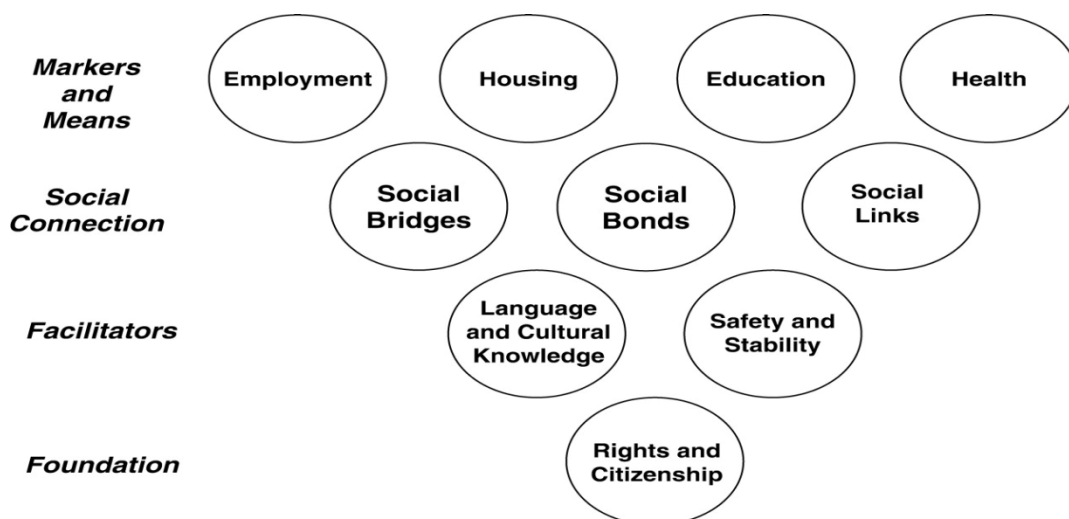 Markers
and
Means
Employment
Housing
Education
Health
Social
Connection
Social
Bridges
Social
Bonds
Social
Links
Facilitators
Language
and Cultural
Knowledge
Safety and
Stability
Foundation
Rights and
Citizenship